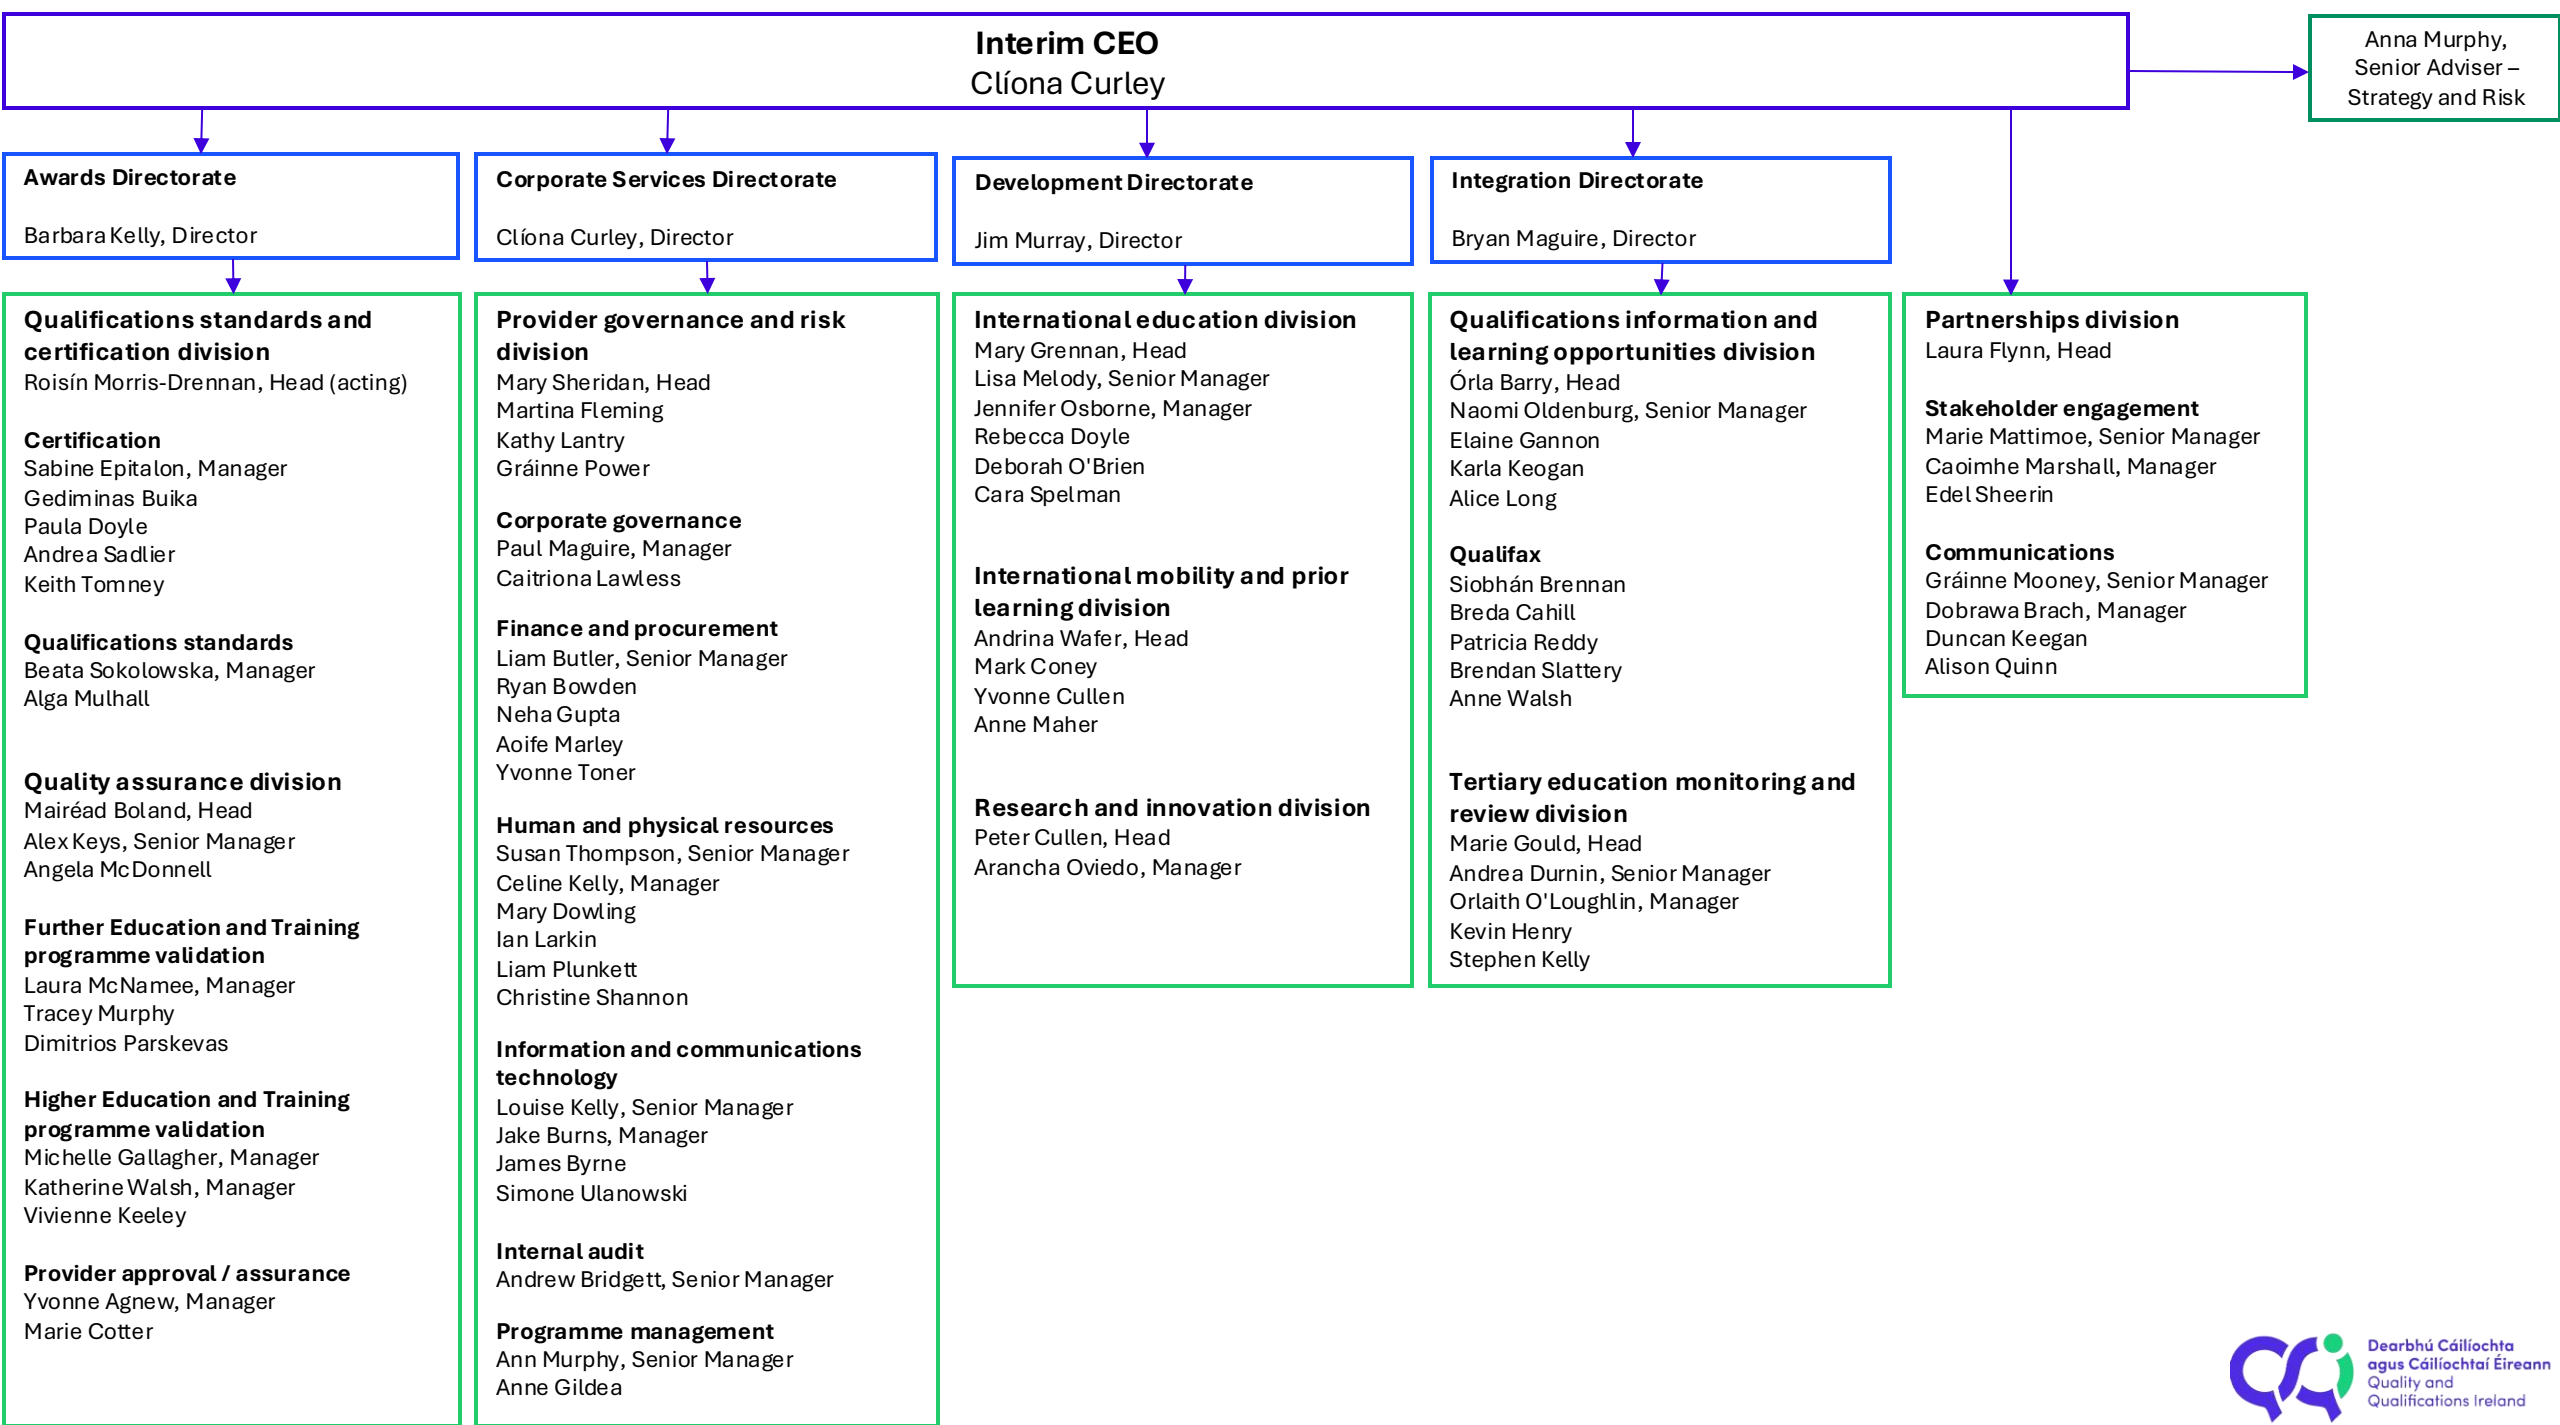 Interim CEO
Clíona Curley
Anna Murphy,
Senior Adviser –
Strategy and Risk
Awards Directorate
Barbara Kelly, Director
Corporate Services Directorate
Clíona Curley, Director
Development Directorate
Jim Murray, Director
Integration Directorate
Bryan Maguire, Director
Qualifications standards and
certification division
Roisín Morris-Drennan, Head (acting)
Certification
Sabine Epitalon, Manager
Gediminas Buika
Paula Doyle
Andrea Sadlier
Keith Tomney
Qualifications standards
Beata Sokolowska, Manager
Alga Mulhall
Quality assurance division
Mairéad Boland, Head
Alex Keys, Senior Manager
Angela McDonnell
Further Education and Training
programme validation
Laura McNamee, Manager
Tracey Murphy
Dimitrios Parskevas
Higher Education and Training
programme validation
Michelle Gallagher, Manager
Katherine Walsh, Manager
Vivienne Keeley
Provider approval / assurance
Yvonne Agnew, Manager
Marie Cotter
Provider governance and risk
division
Mary Sheridan, Head
Martina Fleming
Kathy Lantry
Gráinne Power
Corporate governance
Paul Maguire, Manager
Caitriona Lawless
Finance and procurement
Liam Butler, Senior Manager
Ryan Bowden
Neha Gupta
Aoife Marley
Yvonne Toner
Human and physical resources
Susan Thompson, Senior Manager
Celine Kelly, Manager
Mary Dowling
Ian Larkin
Liam Plunkett
Christine Shannon
Information and communications
technology
Louise Kelly, Senior Manager
Jake Burns, Manager
James Byrne
Simone Ulanowski
Internal audit
Andrew Bridgett, Senior Manager
Programme management
Ann Murphy, Senior Manager
Anne Gildea
International education division
Mary Grennan, Head
Lisa Melody, Senior Manager
Jennifer Osborne, Manager
Rebecca Doyle
Deborah O'Brien
Cara Spelman
International mobility and prior
learning division
Andrina Wafer, Head
Mark Coney
Yvonne Cullen
Anne Maher
Research and innovation division
Peter Cullen, Head
Arancha Oviedo, Manager
Qualifications information and
learning opportunities division
Órla Barry, Head
Naomi Oldenburg, Senior Manager
Elaine Gannon
Karla Keogan
Alice Long
Qualifax
Siobhán Brennan
Breda Cahill
Patricia Reddy
Brendan Slattery
Anne Walsh
Tertiary education monitoring and
review division
Marie Gould, Head
Andrea Durnin, Senior Manager
Orlaith O'Loughlin, Manager
Kevin Henry
Stephen Kelly
Partnerships division
Laura Flynn, Head
Stakeholder engagement
Marie Mattimoe, Senior Manager
Caoimhe Marshall, Manager
Edel Sheerin
Communications
Gráinne Mooney, Senior Manager
Dobrawa Brach, Manager
Duncan Keegan
Alison Quinn
Dearbhú Cáilíochta
agus Cáilíochtaí Éireann
Quality and
Qualifications Ireland